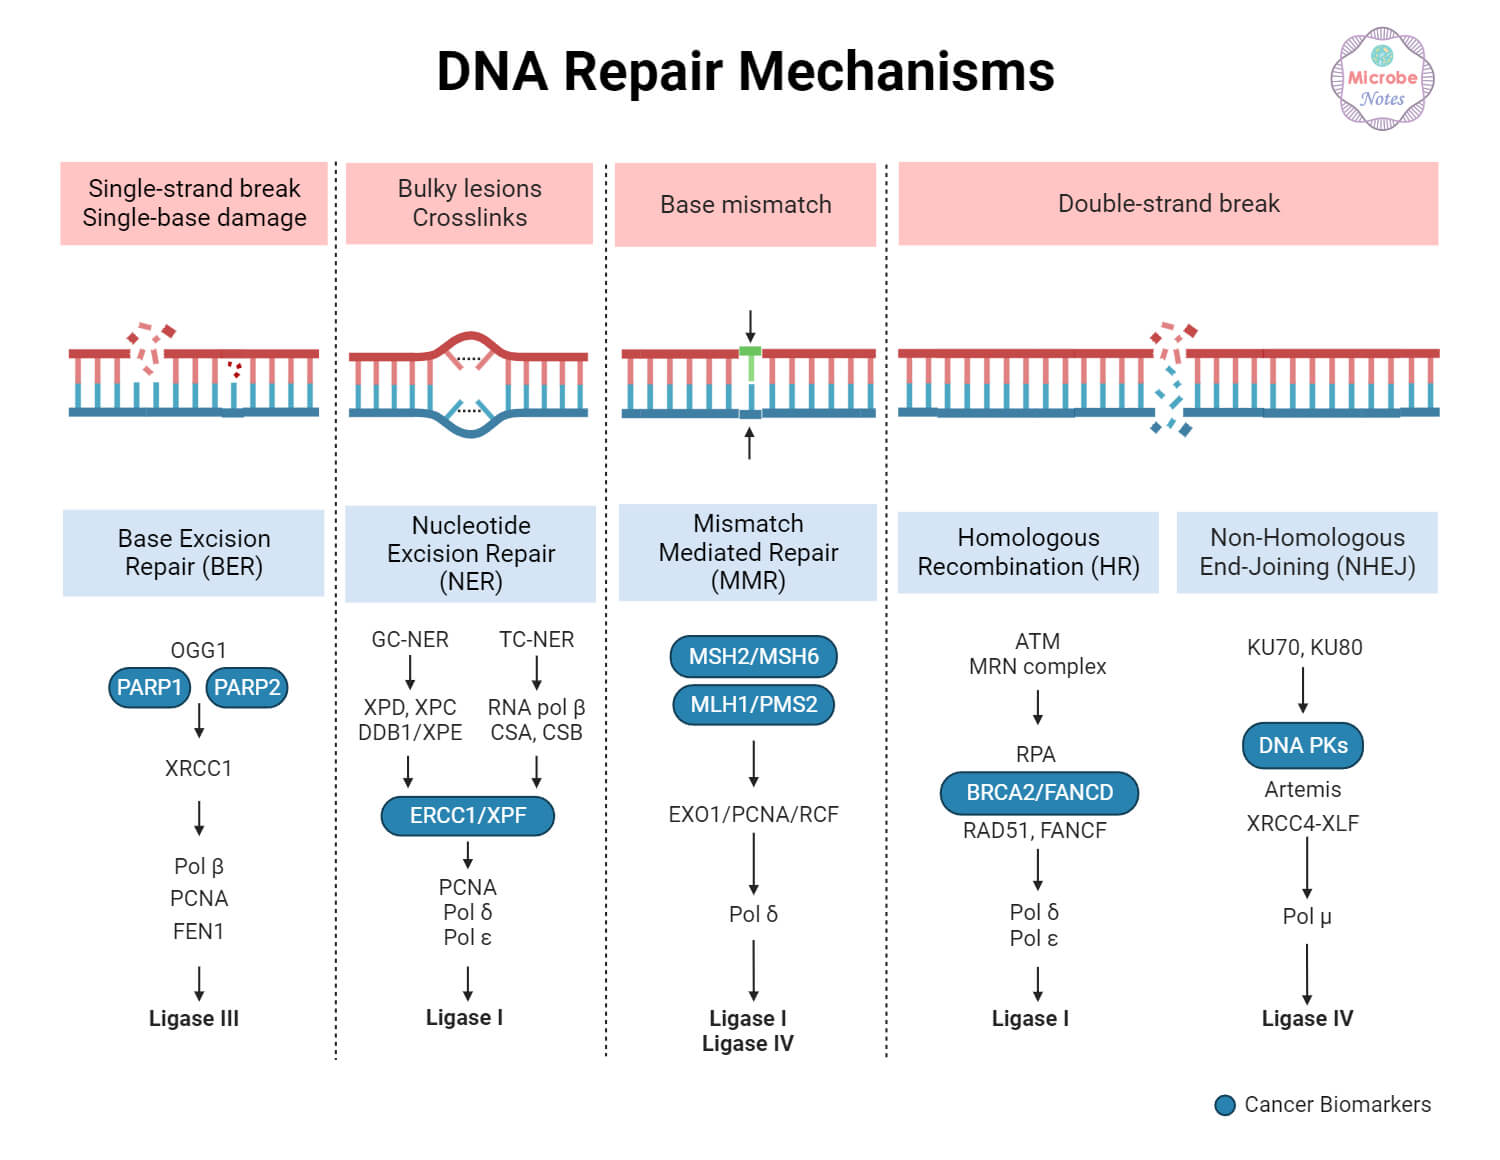 DNA Repair Mechanisms
Microbe
Notes
Single-strand break
Single-base damage
Bulky lesions
Crosslinks
Base mismatch
Double-strand break
Base Excision
Repair (BER)
Nucleotide
Excision Repair
(NER)
Mismatch
Mediated Repair
(MMR)
Homologous
Recombination (HR)
Non-Homologous
End-Joining (NHEJ)
OGG1
PARP1
PARP2
XRCC1
Pol β
PCNA
FEN1
Ligase III
GC-NER
TC-NER
XPD, XPC
DDB1/XPE
RNA pol β
CSA, CSB
ERCC1/XPF
PCNA
Pol δ
Pol ε
Ligase I
MSH2/MSH6
MLH1/PMS2
EXO1/PCNA/RCF
Pol δ
Ligase I
Ligase IV
ATM
MRN complex
RPA
BRCA2/FANCD
RAD51, FANCF
Pol δ
Pol ε
Ligase I
KU70, KU80
DNA PKs
Artemis
XRCC4-XLF
Pol μ
Ligase IV
Cancer Biomarkers